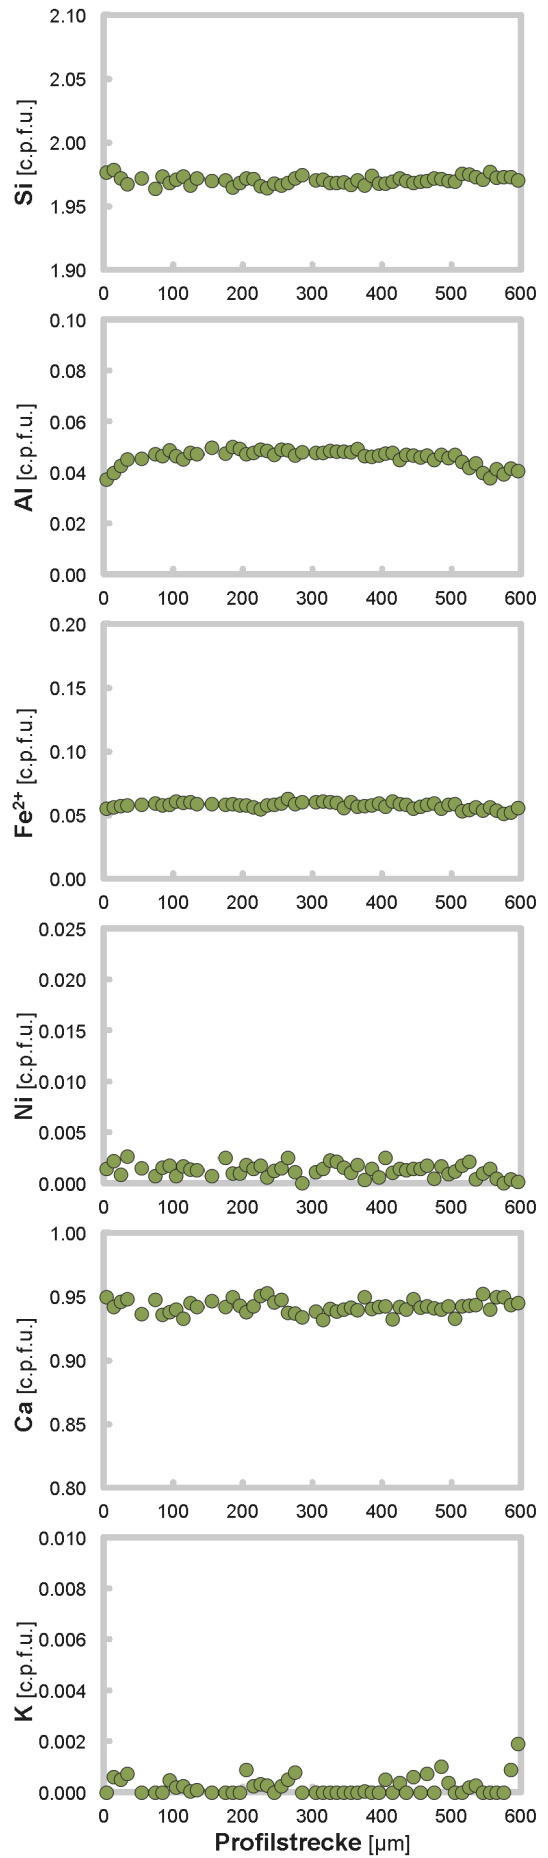 2.10
2.05
2.00
1.95
1.90
Si [c.p.f.u.]
0 100 200 300 400 500 600
0.10
0.08
0.06
0.04
0.02
0.00
Al [c.p.f.u.]
0 100 200 300 400 500 600
0.20
0.15
0.10
0.05
0.00
Fe²⁺ [c.p.f.u.]
0 100 200 300 400 500 600
0.025
0.020
0.015
0.010
0.005
0.000
Ni [c.p.f.u.]
0 100 200 300 400 500 600
1.00
0.95
0.90
0.85
0.80
Ca [c.p.f.u.]
0 100 200 300 400 500 600
0.010
0.008
0.006
0.004
0.002
0.000
K [c.p.f.u.]
0 100 200 300 400 500 600
Profilstrecke [µm]